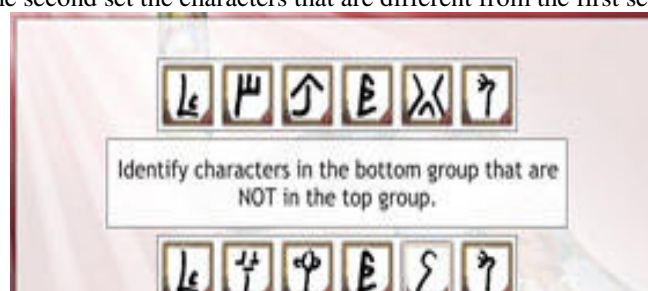 e second set the characters that are different from the first se
Identify characters in the bottom group that are
NOT in the top group.